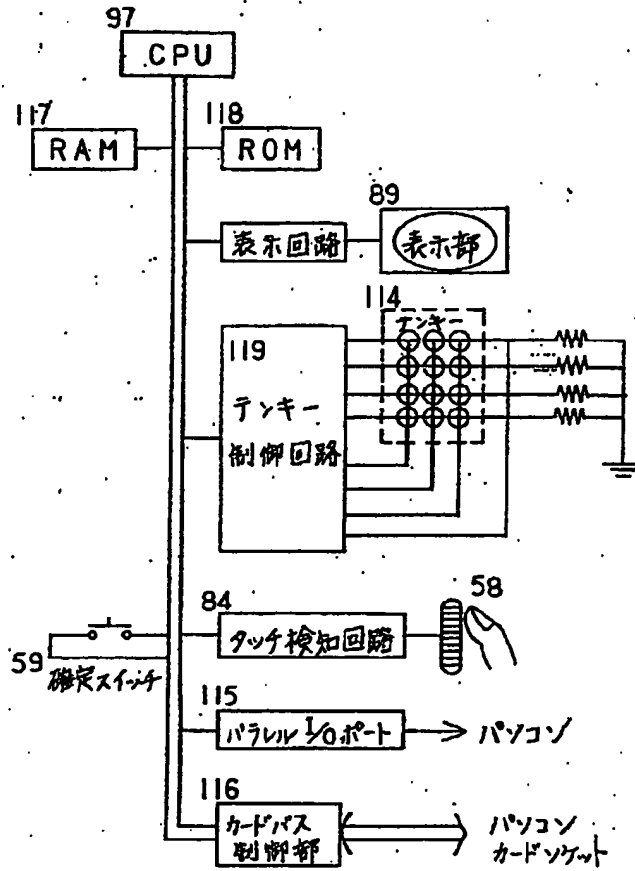 97
CPU
117
RAM
118
ROM
表示回路
89
表示部
114
テンキー
119
テンキー
制御回路
84
タッチ検知回路
58
59
確定スイッチ
115
パラレル I/Oポート
パソコン
116
カードバス
制御部
パソコン
カードソケット